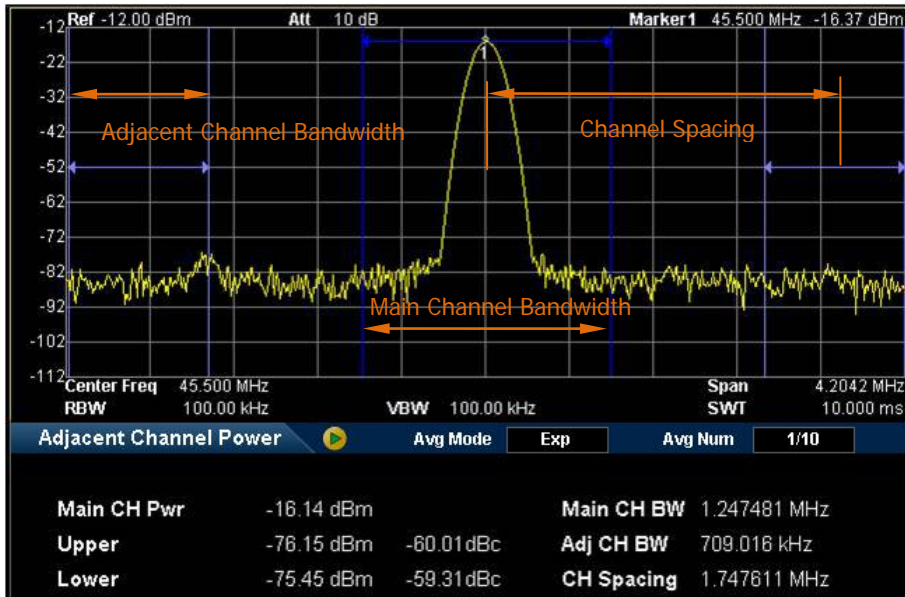 Ref -12.00 dBm Att 10 dB Marker1 45.500 MHz -16.37 dBm
-12
-22
-32
-42
-52
-62
-72
-82
-92
-102
-112
1
Adjacent Channel Bandwidth
Channel Spacing
Main Channel Bandwidth
Center Freq 45.500 MHz Span 4.2042 MHz
RBW 100.00 kHz VBW 100.00 kHz SWT 10.000 ms
Adjacent Channel Power Avg Mode Exp Avg Num 1/10
Main CH Pwr -16.14 dBm Main CH BW 1.247481 MHz
Upper -76.15 dBm -60.01dBc Adj CH BW 709.016 kHz
Lower -75.45 dBm -59.31dBc CH Spacing 1.747611 MHz